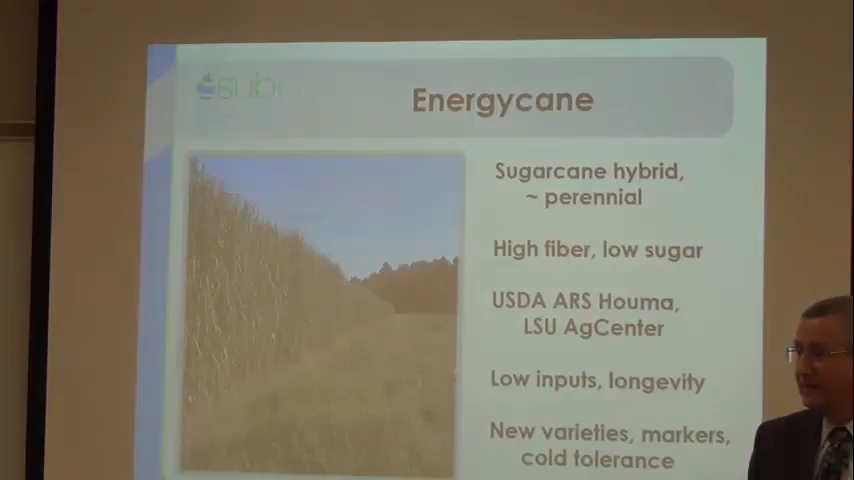 subi
Energycane
Sugarcane hybrid,
~ perennial
High fiber, low sugar
USDA ARS Houma,
LSU AgCenter
Low inputs, longevity
New varieties, markers,
cold tolerance